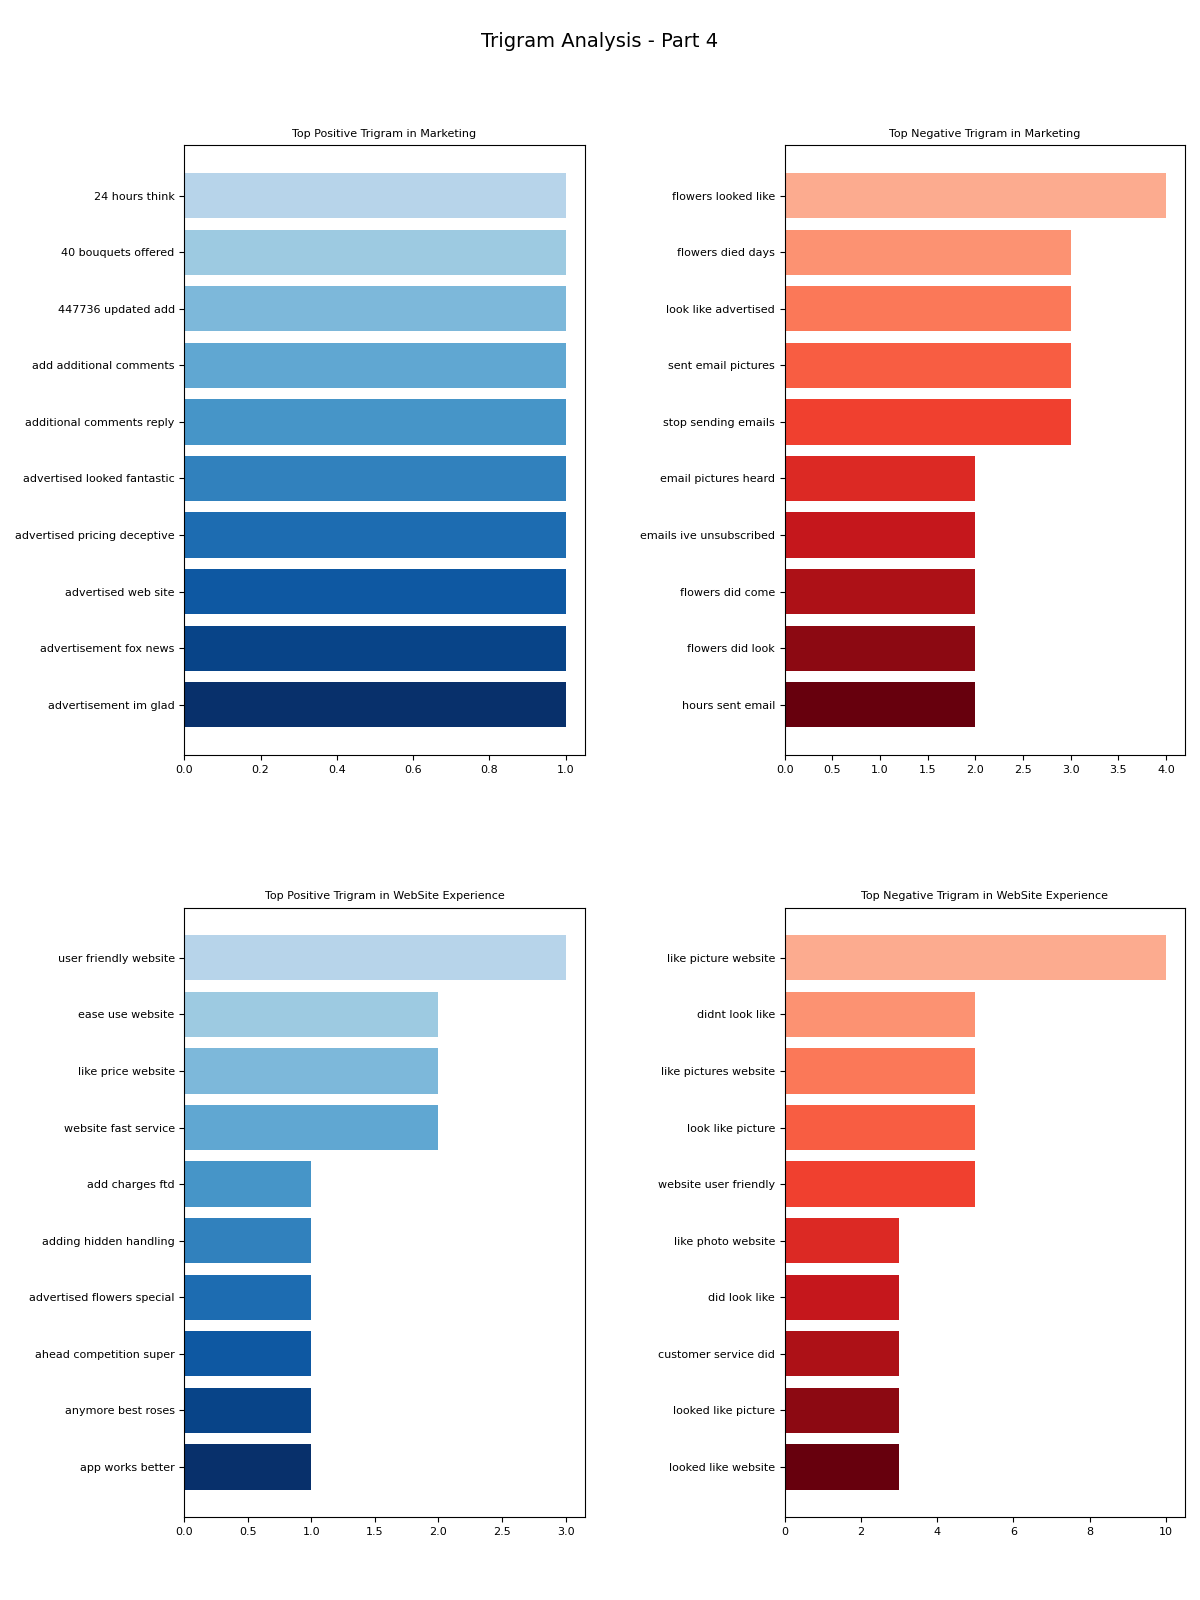 Trigram Analysis - Part 4
Top Positive Trigram in Marketing
24 hours think
40 bouquets offered
447736 updated add
add additional comments
additional comments reply
advertised looked fantastic
advertised pricing deceptive
advertised web site
advertisement fox news
advertisement im glad
0.0 0.2 0.4 0.6 0.8 1.0
Top Negative Trigram in Marketing
flowers looked like
flowers died days
look like advertised
sent email pictures
stop sending emails
email pictures heard
emails ive unsubscribed
flowers did come
flowers did look
hours sent email
0.0 0.5 1.0 1.5 2.0 2.5 3.0 3.5 4.0
Top Positive Trigram in WebSite Experience
user friendly website
ease use website
like price website
website fast service
add charges ftd
adding hidden handling
advertised flowers special
ahead competition super
anymore best roses
app works better
0.0 0.5 1.0 1.5 2.0 2.5 3.0
Top Negative Trigram in WebSite Experience
like picture website
didnt look like
like pictures website
look like picture
website user friendly
like photo website
did look like
customer service did
looked like picture
looked like website
0 2 4 6 8 10